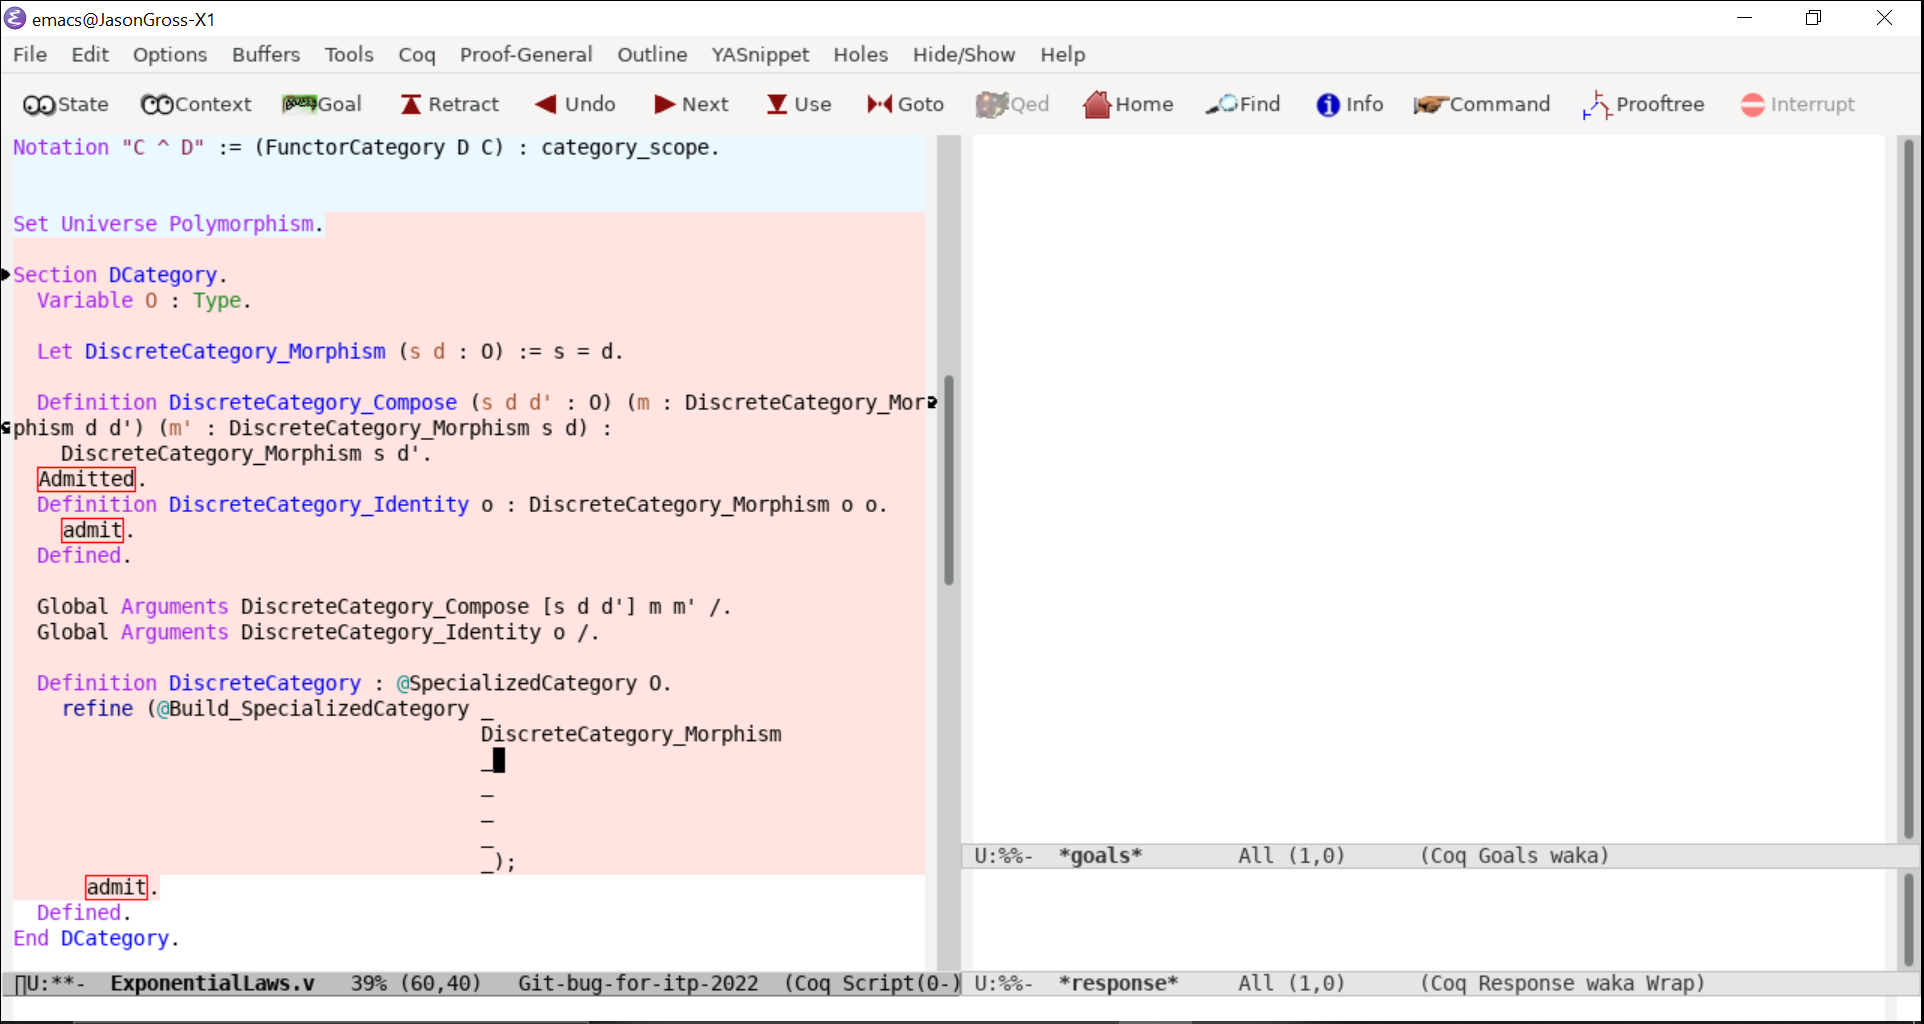 emacs@JasonGross-X1
File Edit Options Buffers Tools Coq Proof-General Outline YASnippet Holes Hide/Show Help
State Context Goal Retract Undo Next Use Goto Qed Home Find Info Command Prooftree Interrupt
Notation "C ^ D" := (FunctorCategory D C) : category_scope.
Set Universe Polymorphism.
Section DCategory.
Variable O : Type.
Let DiscreteCategory_Morphism (s d : O) := s = d.
Definition DiscreteCategory_Compose (s d d' : O) (m : DiscreteCategory_Mor
phism d d') (m' : DiscreteCategory_Morphism s d) :
DiscreteCategory_Morphism s d'.
Admitted.
Definition DiscreteCategory_Identity o : DiscreteCategory_Morphism o o.
admit.
Defined.
Global Arguments DiscreteCategory_Compose [s d d'] m m' /.
Global Arguments DiscreteCategory_Identity o /.
Definition DiscreteCategory : @SpecializedCategory O.
refine (@Build_SpecializedCategory _
DiscreteCategory_Morphism
_
_
_
_
_);
admit.
Defined.
End DCategory.
U:**- ExponentialLaws.v 39% (60,40) Git-bug-for-itp-2022 (Coq Script(0-)
U:%%- *goals* All (1,0) (Coq Goals waka)
U:%%- *response* All (1,0) (Coq Response waka Wrap)